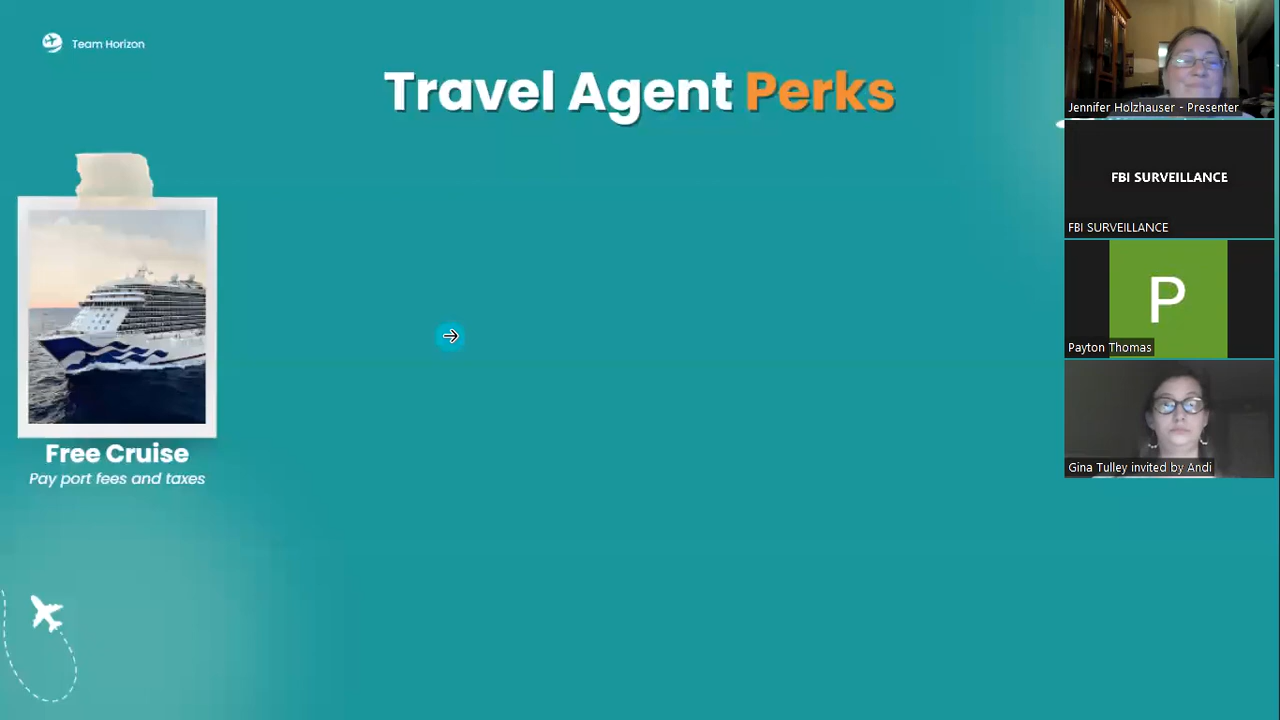 Team Horizon
Travel Agent Perks
Free Cruise
Pay port fees and taxes
Jennifer Holzhauser - Presenter
FBI SURVEILLANCE
FBI SURVEILLANCE
P
Payton Thomas
Gina Tulley invited by Andi